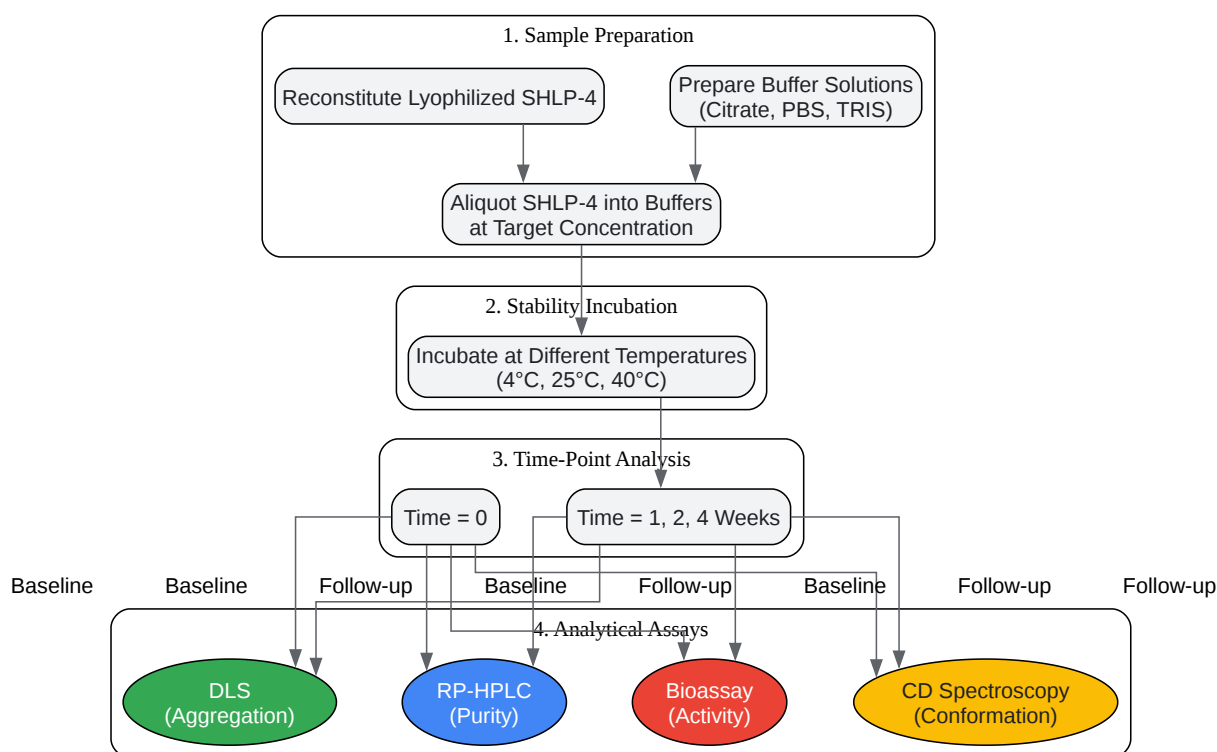 1. Sample Preparation
Reconstitute Lyophilized SHLP-4
Prepare Buffer Solutions
(Citrate, PBS, TRIS)
Aliquot SHLP-4 into Buffers
at Target Concentration
2. Stability Incubation
Incubate at Different Temperatures
(4°C, 25°C, 40°C)
3. Time-Point Analysis
Time = 0
Time = 1, 2, 4 Weeks
Baseline
Baseline
Follow-up
Baseline
Follow-up
Baseline
Follow-up
Follow-up
4. Analytical Assays
DLS
(Aggregation)
RP-HPLC
(Purity)
Bioassay
(Activity)
CD Spectroscopy
(Conformation)